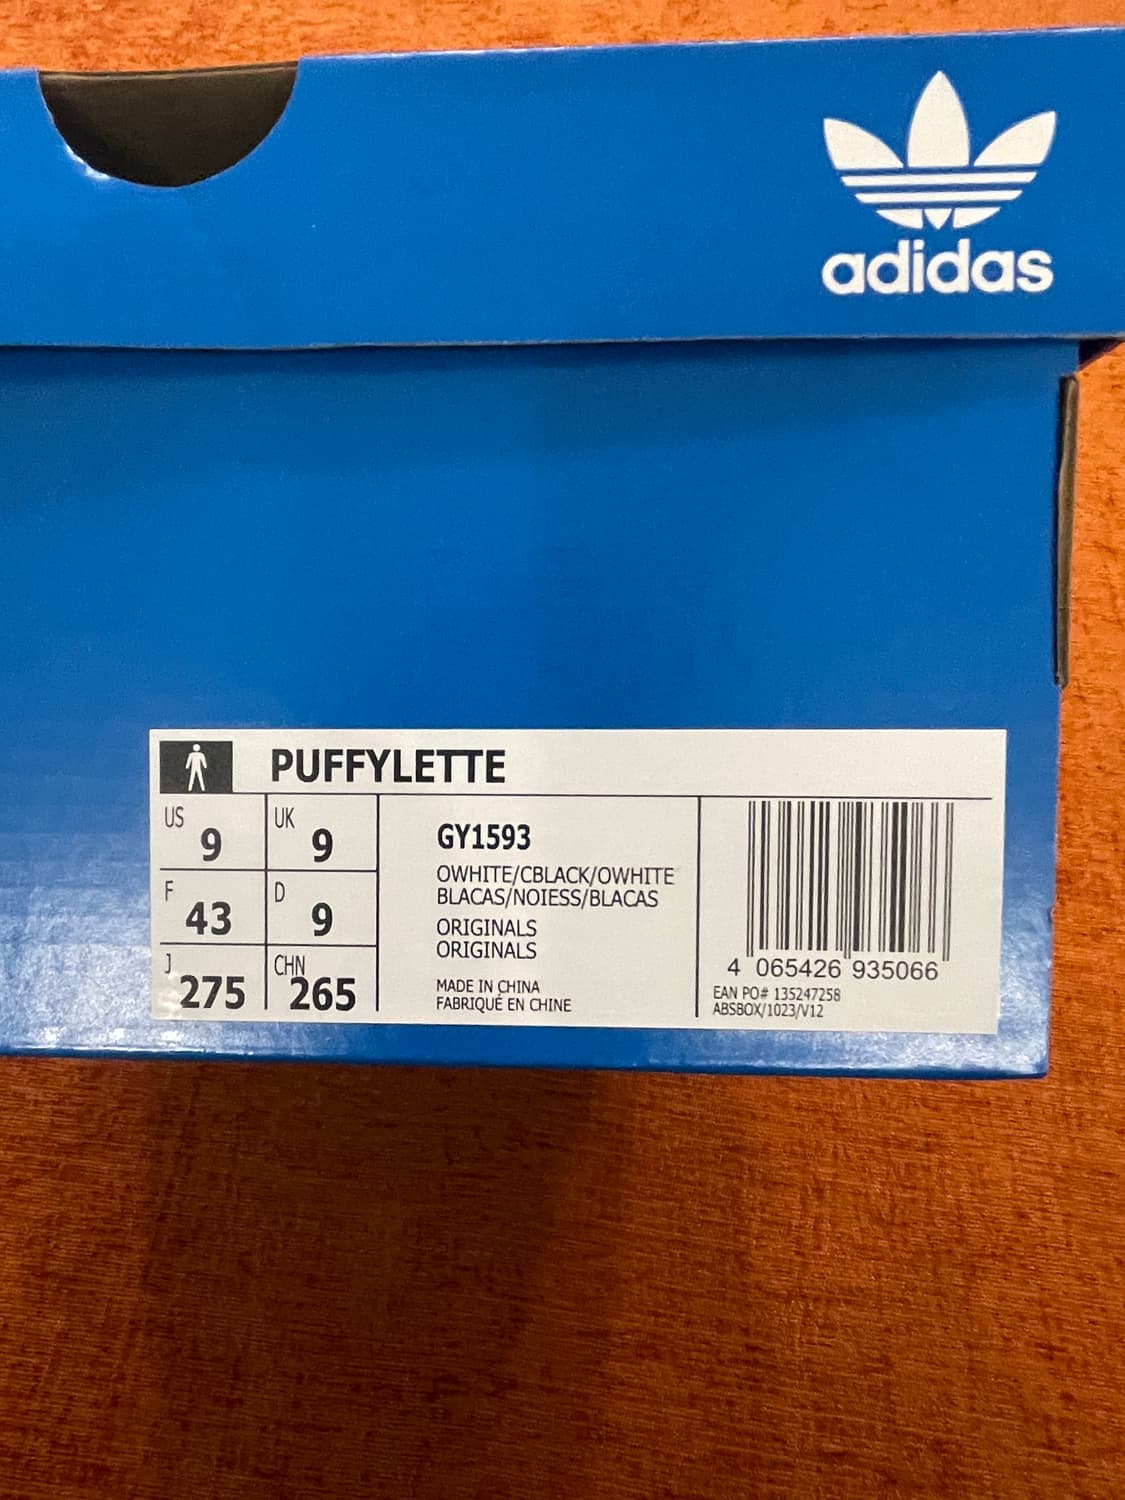 adidas
PUFFYLETTE
US 9 UK 9
F 43 D 9
J 275 CHN 265
GY1593
OWHITE/CBLACK/OWHITE
BLACAS/NOIESS/BLACAS
ORIGINALS
ORIGINALS
MADE IN CHINA
FABRIQUÉ EN CHINE
4 065426 935066
EAN PO# 135247258
ABSBOX/1023/V12